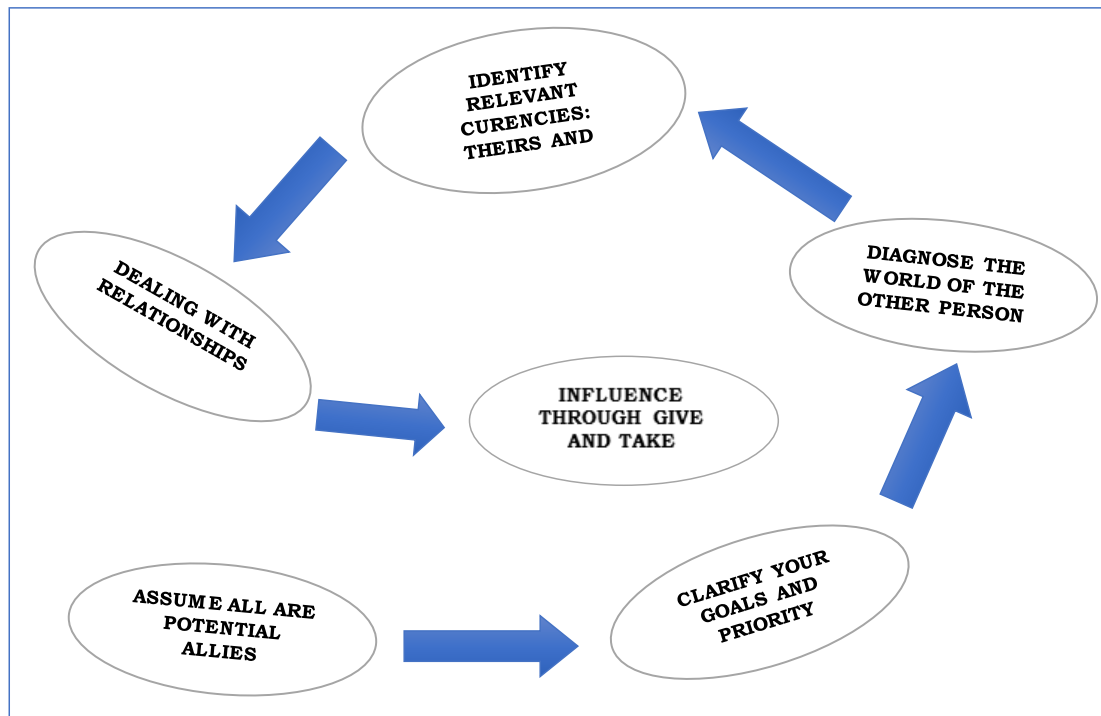 IDENTIFY
RELEVANT
CURENCIES:
THEIRS AND
DEALING WITH
RELATIONSHIPS
DIAGNOSE THE
WORLD OF THE
OTHER PERSON
INFLUENCE
THROUGH GIVE
AND TAKE
ASSUME ALL ARE
POTENTIAL
ALLIES
CLARIFY YOUR
GOALS AND
PRIORITY